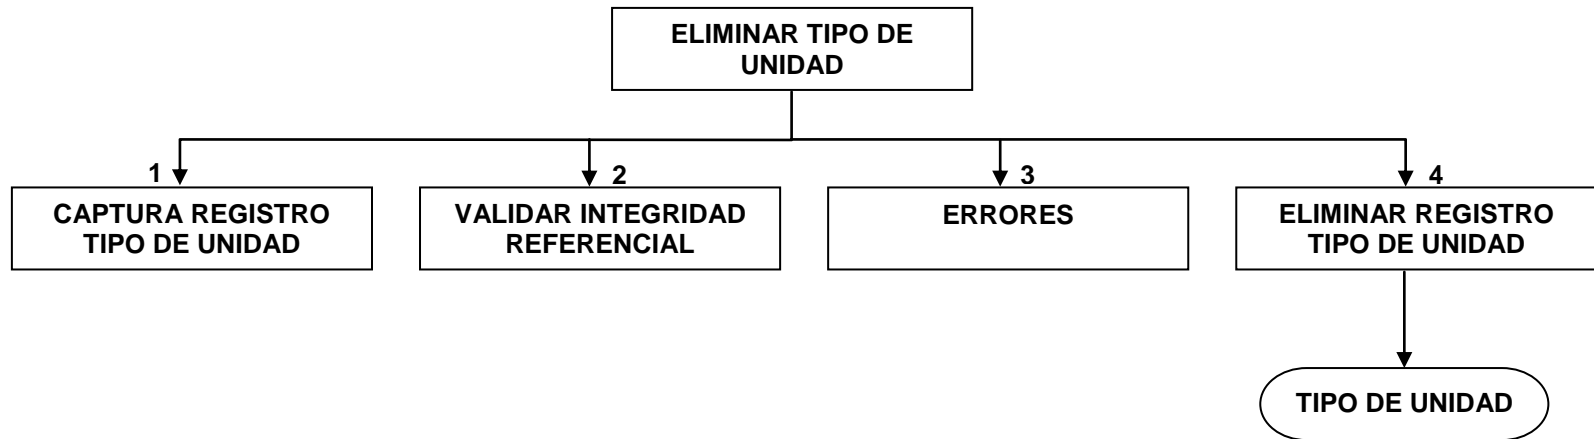 ELIMINAR TIPO DE
UNIDAD
1
2
3
4
CAPTURA REGISTRO
TIPO DE UNIDAD
VALIDAR INTEGRIDAD
REFERENCIAL
ERRORES
ELIMINAR REGISTRO
TIPO DE UNIDAD
TIPO DE UNIDAD